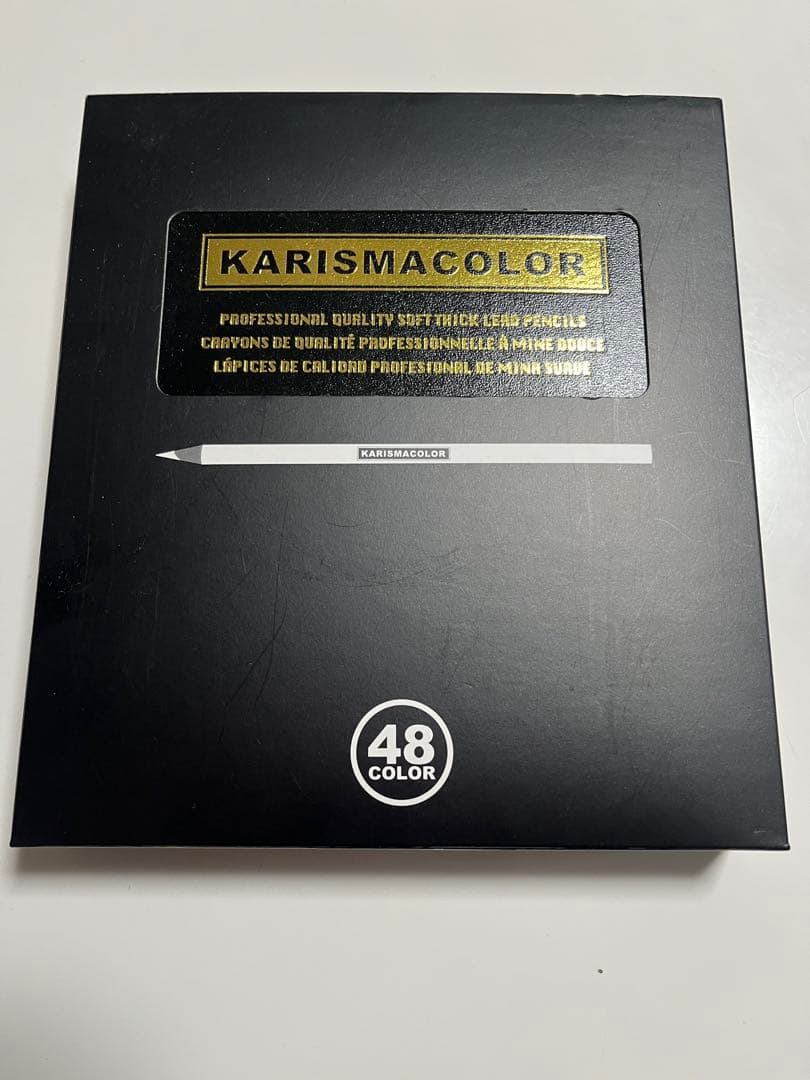 KARISMACOLOR
PROFESSIONAL QUALITY SOFT THICK LEAD PENCILS
CRAYONS DE QUALITÉ PROFESSIONNELLE À MINE DOUCE
LÁPICES DE CALIDAD PROFESIONAL DE MINA SUAVE
KARISMACOLOR
48
COLOR